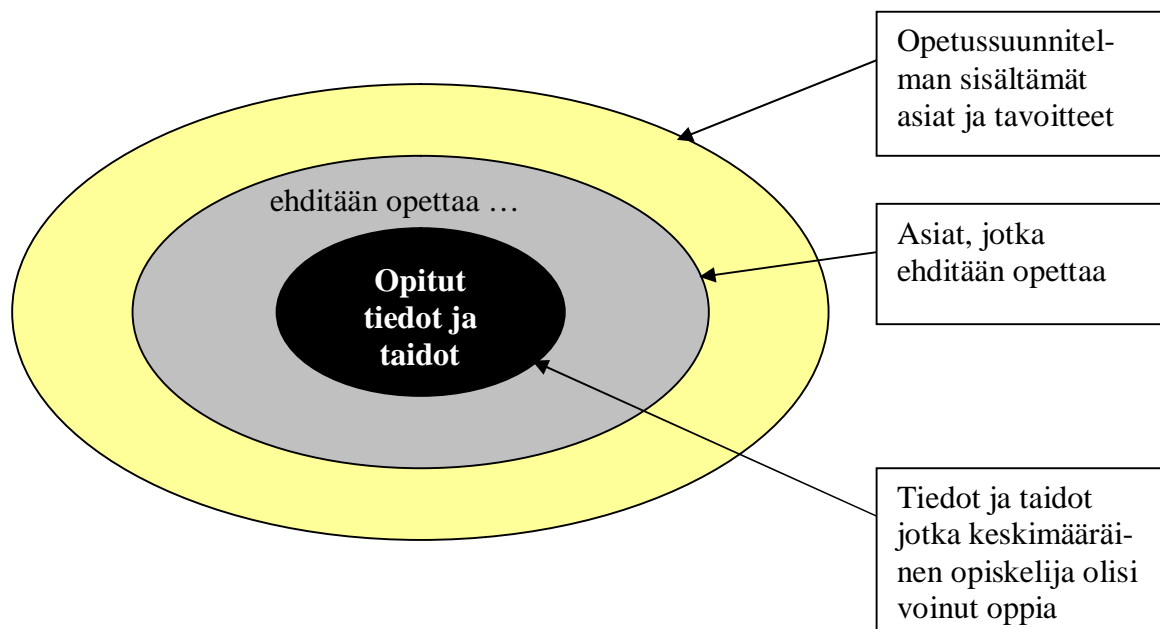 Opetussuunnitel-
man sisältämät
asiat ja tavoitteet
ehditään opettaa …
Asiat, jotka
ehditään opettaa
Opitut
tiedot ja
taidot
Tiedot ja taidot
jotka keskimääräi-
nen opiskelija olisi
voinut oppia